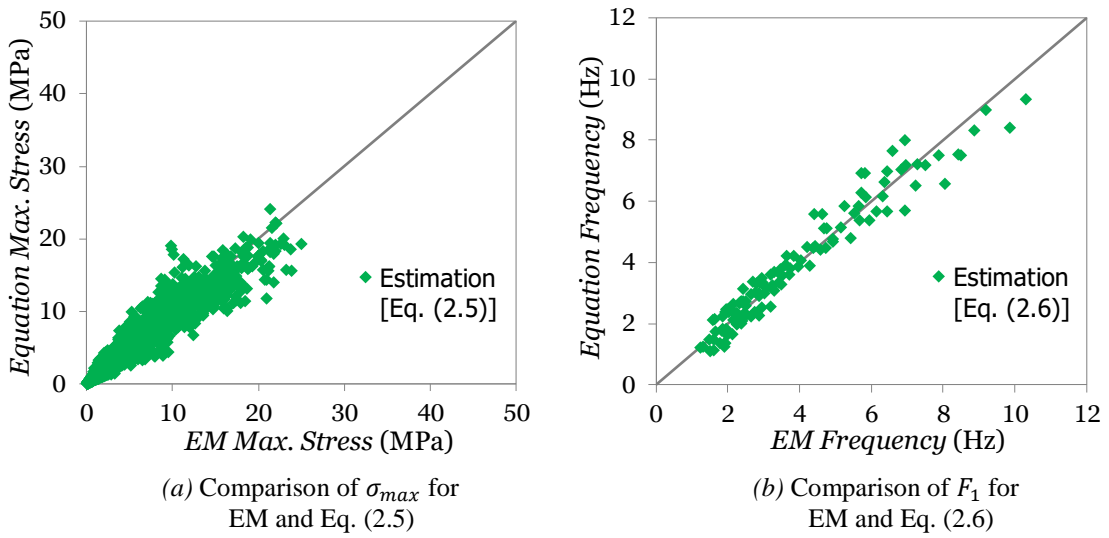 Equation Max. Stress (MPa)
50
40
30
20
10
0
Estimation
[Eq. (2.5)]
0 10 20 30 40 50
EM Max. Stress (MPa)
(a) Comparison of σmax for
EM and Eq. (2.5)
Equation Frequency (Hz)
12
10
8
6
4
2
0
Estimation
[Eq. (2.6)]
0 2 4 6 8 10 12
EM Frequency (Hz)
(b) Comparison of F1 for
EM and Eq. (2.6)